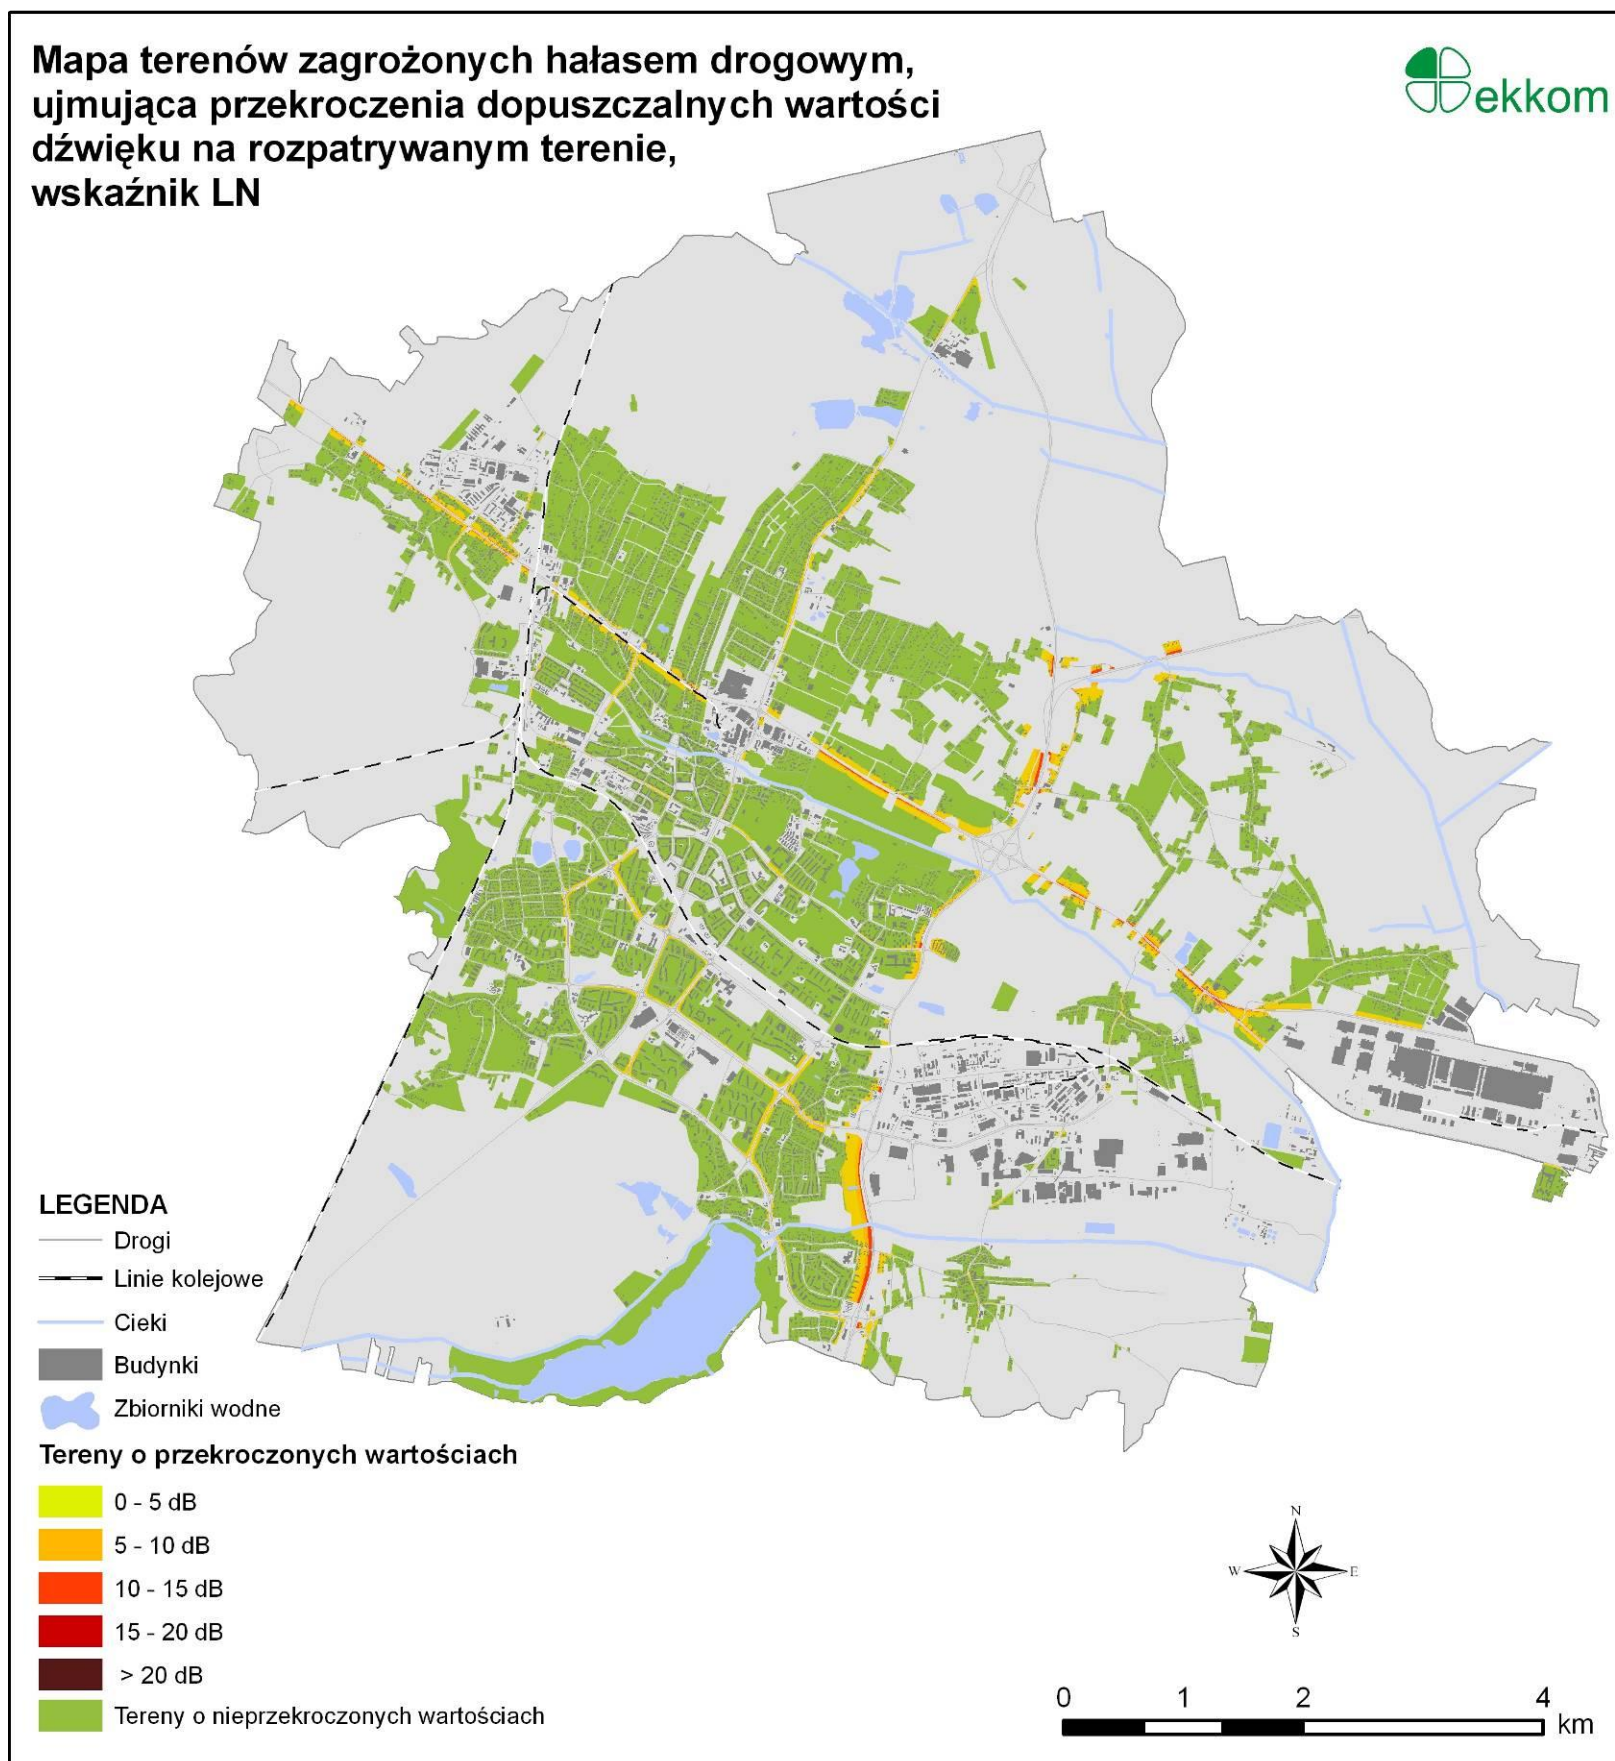 Mapa terenów zagrożonych hałasem drogowym,
ujmująca przekroczenia dopuszczalnych wartości
dźwięku na rozpatrywanym terenie,
wskaźnik LN
ekkom
LEGENDA
Drogi
Linie kolejowe
Cieki
Budynki
Zbiorniki wodne
Tereny o przekroczonych wartościach
0 - 5 dB
5 - 10 dB
10 - 15 dB
15 - 20 dB
> 20 dB
Tereny o nieprzekroczonych wartościach
N
W E
S
0 1 2 4
km